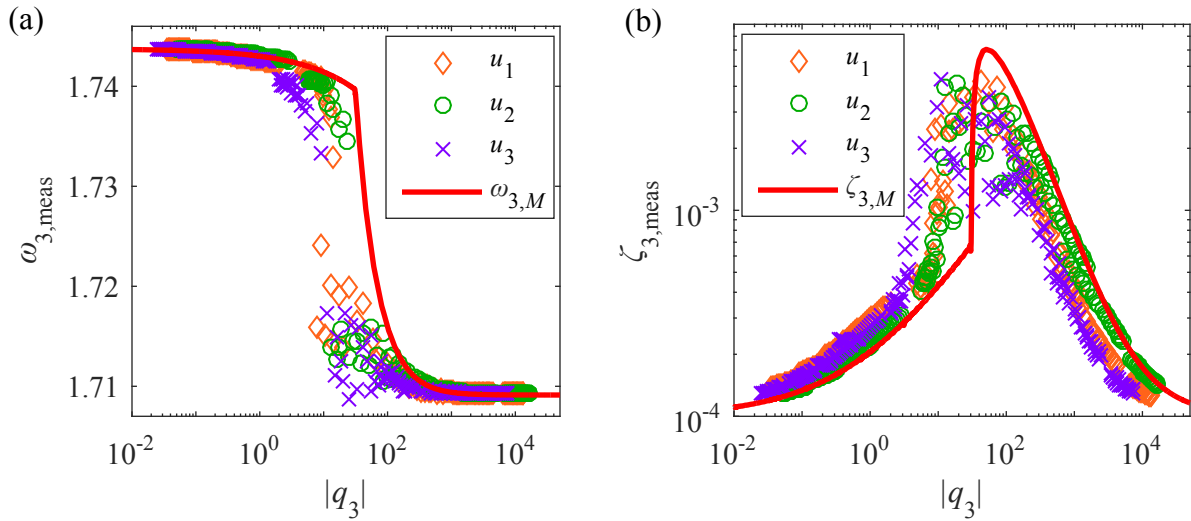 (a)
ω3,meas
1.74
1.73
1.72
1.71
u1
u2
u3
ω3,M
10-2
100
102
104
|q3|
(b)
ζ3,meas
10-3
10-4
u1
u2
u3
ζ3,M
10-2
100
102
104
|q3|